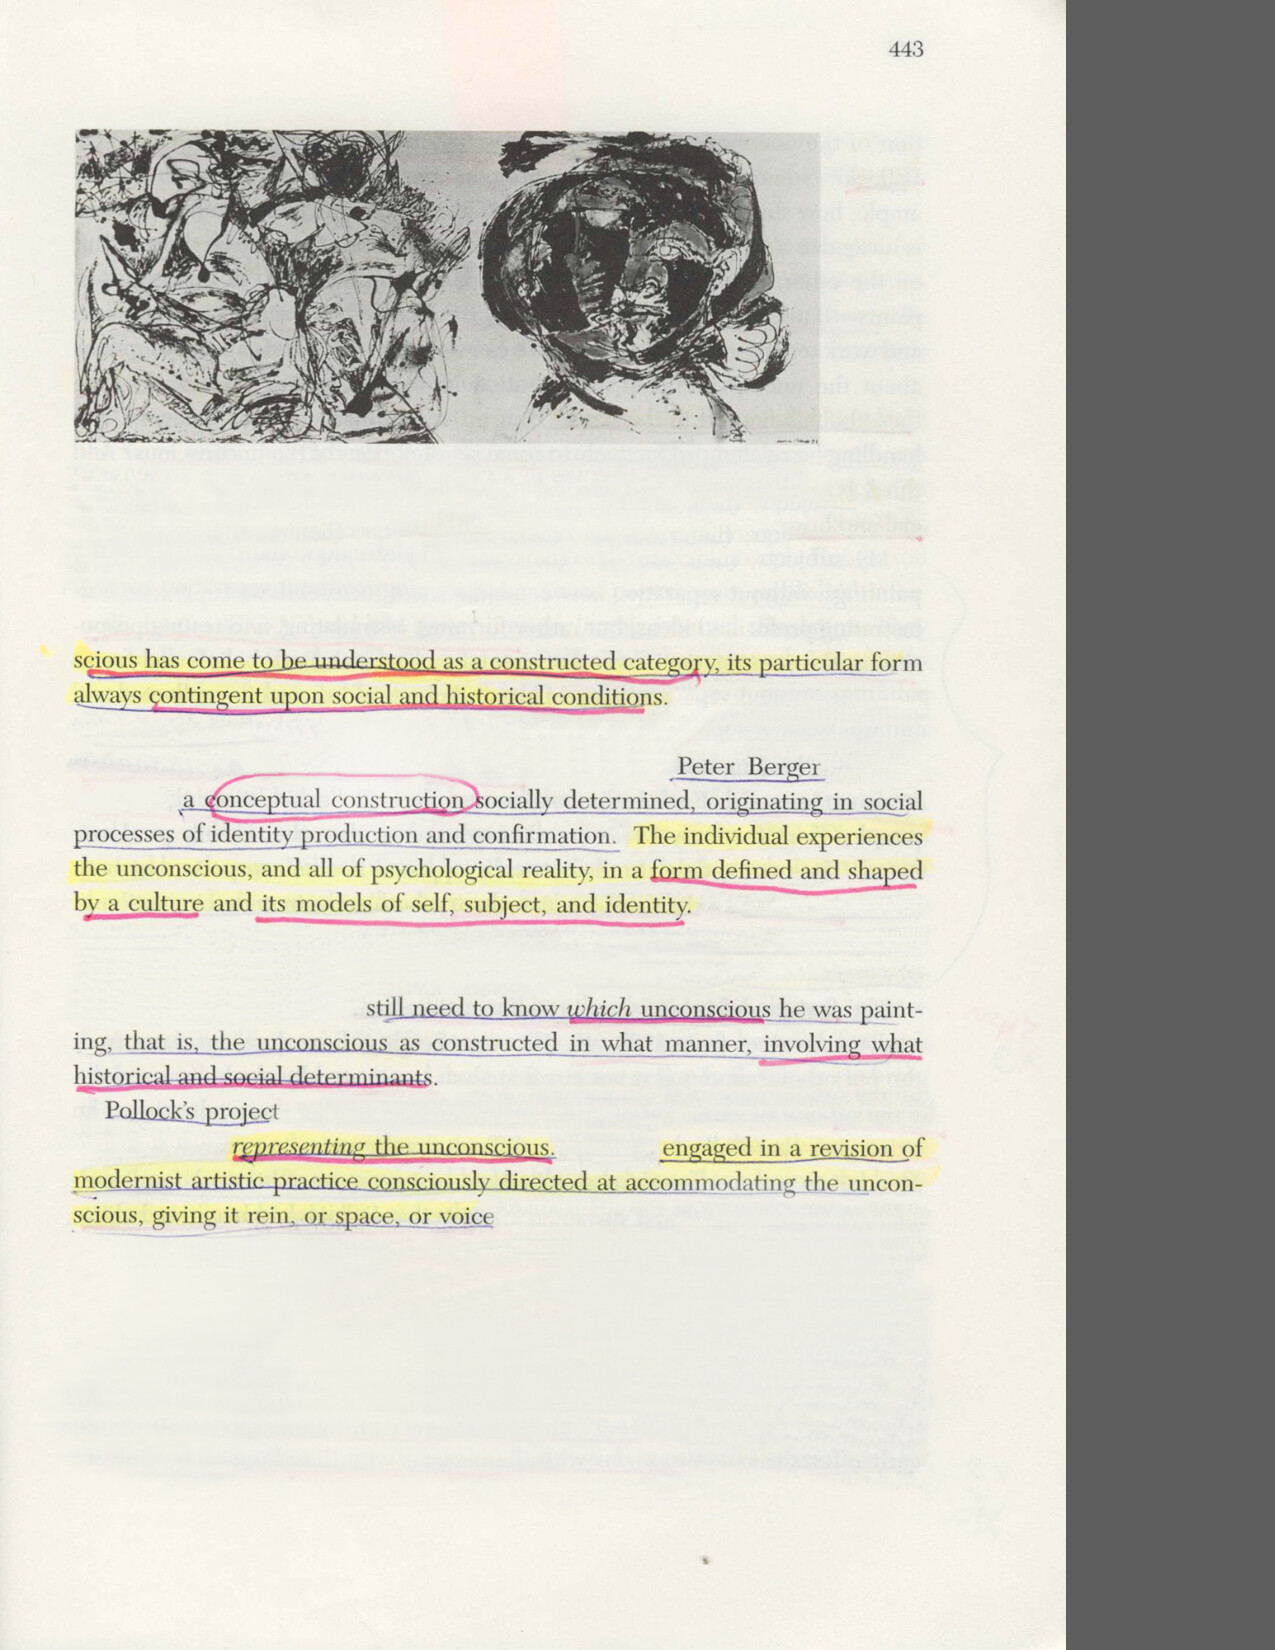 443
scious has come to be understood as a constructed category, its particular form
always contingent upon social and historical conditions.
Peter Berger
a conceptual construction socially determined, originating in social
processes of identity production and confirmation. The individual experiences
the unconscious, and all of psychological reality, in a form defined and shaped
by a culture and its models of self, subject, and identity.
still need to know which unconscious he was paint-
ing, that is, the unconscious as constructed in what manner, involving what
historical and social determinants.
Pollock's project
representing the unconscious. engaged in a revision of
modernist artistic practice consciously directed at accommodating the uncon-
scious, giving it rein, or space, or voice